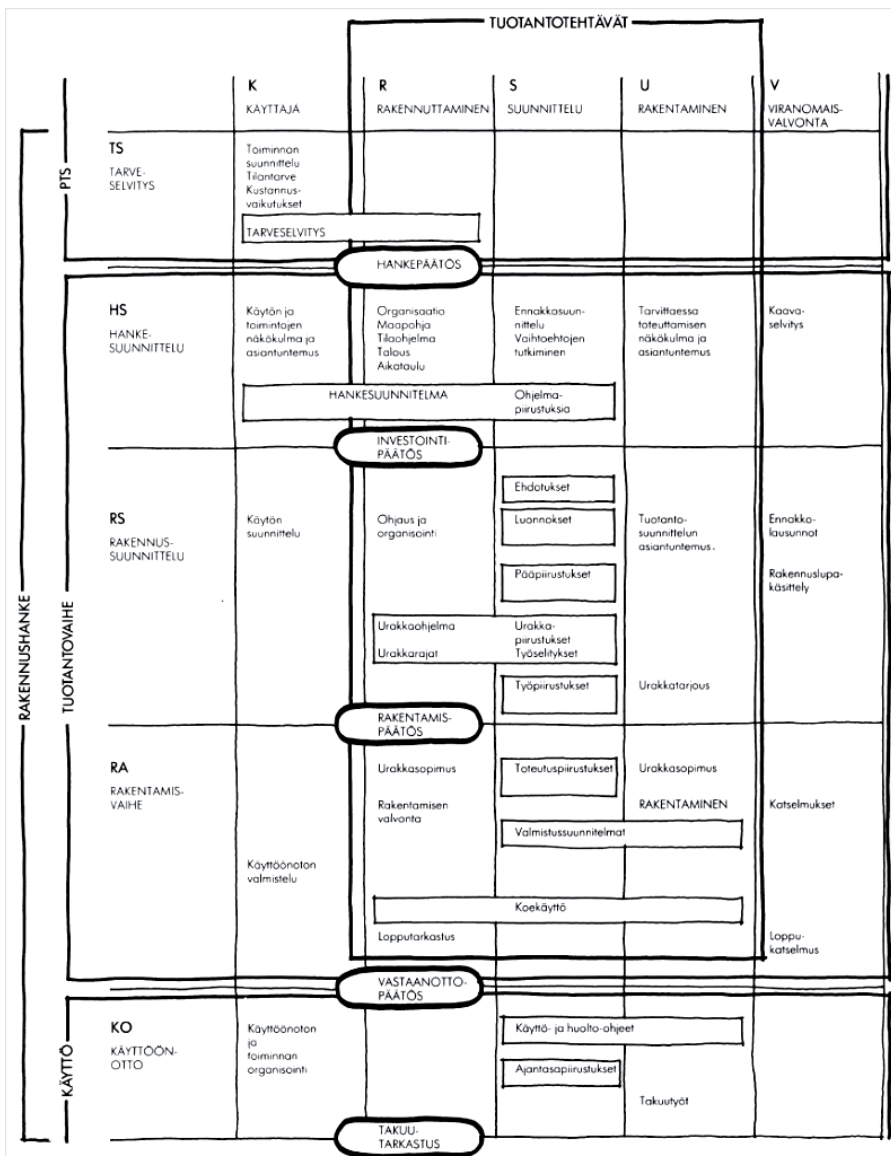 TUOTANTOTEHTÄVÄT
K
R
S
U
V
KÄYTTÄJÄ
RAKENNUTTAMINEN
SUUNNITTELU
RAKENTAMINEN
VIRANOMAIS-
VALVONTA
RAKENNUSHANKE
PTS
TS
TARVE-
SELVITYS
Toiminnan
suunnittelu
Tilantarve
Kustannus-
vaikutukset
TARVESELVITYS
HANKEPÄÄTÖS
TUOTANTOVAIHE
HS
HANKE-
SUUNNITTELU
Käytön ja
toimintojen
näkökulma ja
asiantuntemus
Organisaatio
Maapohja
Tilaohjelma
Talous
Aikataulu
Ennakkosuun-
nittelu
Vaihtoehtojen
tutkiminen
Tarvittaessa
toteuttamisen
näkökulma ja
asiantuntemus
Kaava-
selvitys
HANKESUUNNITELMA
Ohjelma-
piirustuksia
INVESTOINTI-
PÄÄTÖS
RS
RAKENNUS-
SUUNNITTELU
Käytön
suunnittelu
Ohjaus ja
organisointi
Ehdotukset
Luonnokset
Pääpiirustukset
Tuotanto-
suunnittelun
asiantuntemus.
Ennakko-
lausunnot
Rakennuslupa-
käsittely
Urakkaohjelma
Urakkarajat
Urakka-
piirustukset
Työselitykset
Työpiirustukset
Urakkatarjous
RAKENTAMIS-
PÄÄTÖS
RA
RAKENTAMIS-
VAIHE
Käyttöönoton
valmistelu
Urakkasopimus
Rakentamisen
valvonta
Toteutuspiirustukset
Urakkasopimus
RAKENTAMINEN
Katselmukset
Valmistussuunnitelmat
Koekäyttö
Lopputarkastus
Loppu-
katselmus
VASTAANOTTO-
PÄÄTÖS
KÄYTTÖ
KO
KÄYTTÖÖN-
OTTO
Käyttöönoton
ja
toiminnan
organisointi
Käyttö- ja huolto-ohjeet
Ajantasapiirustukset
Takuutyöt
TAKUU-
TARKASTUS